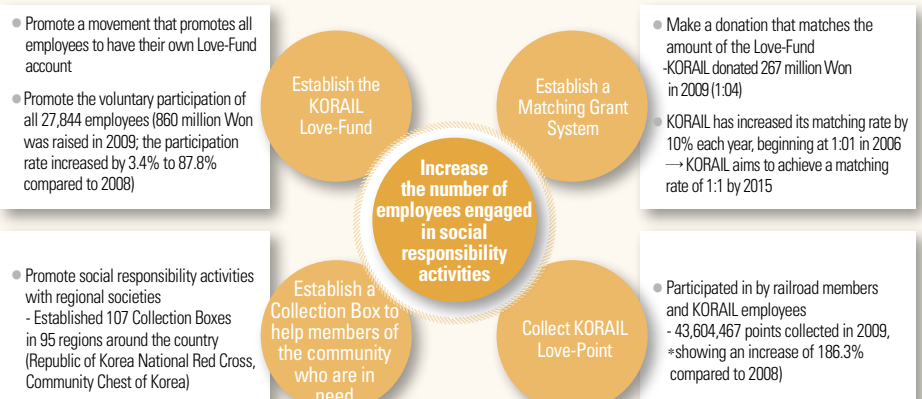 ● Promote a movement that promotes all
employees to have their own Love-Fund
account
● Promote the voluntary participation of
all 27,844 employees (860 million Won
was raised in 2009; the participation
rate increased by 3.4% to 87.8%
compared to 2008)
Establish the
KORAIL
Love-Fund
Establish a
Matching Grant
System
● Make a donation that matches the
amount of the Love-Fund
-KORAIL donated 267 million Won
in 2009 (1:04)
● KORAIL has increased its matching rate by
10% each year, beginning at 1:01 in 2006
→ KORAIL aims to achieve a matching
rate of 1:1 by 2015
Increase
the number of
employees engaged
in social
responsibility
activities
● Promote social responsibility activities
with regional societies
- Established 107 Collection Boxes
in 95 regions around the country
(Republic of Korea National Red Cross,
Community Chest of Korea)
Establish a
Collection Box to
help members of
the community
who are in
need
Collect KORAIL
Love-Point
● Participated in by railroad members
and KORAIL employees
- 43,604,467 points collected in 2009,
*showing an increase of 186.3%
compared to 2008)